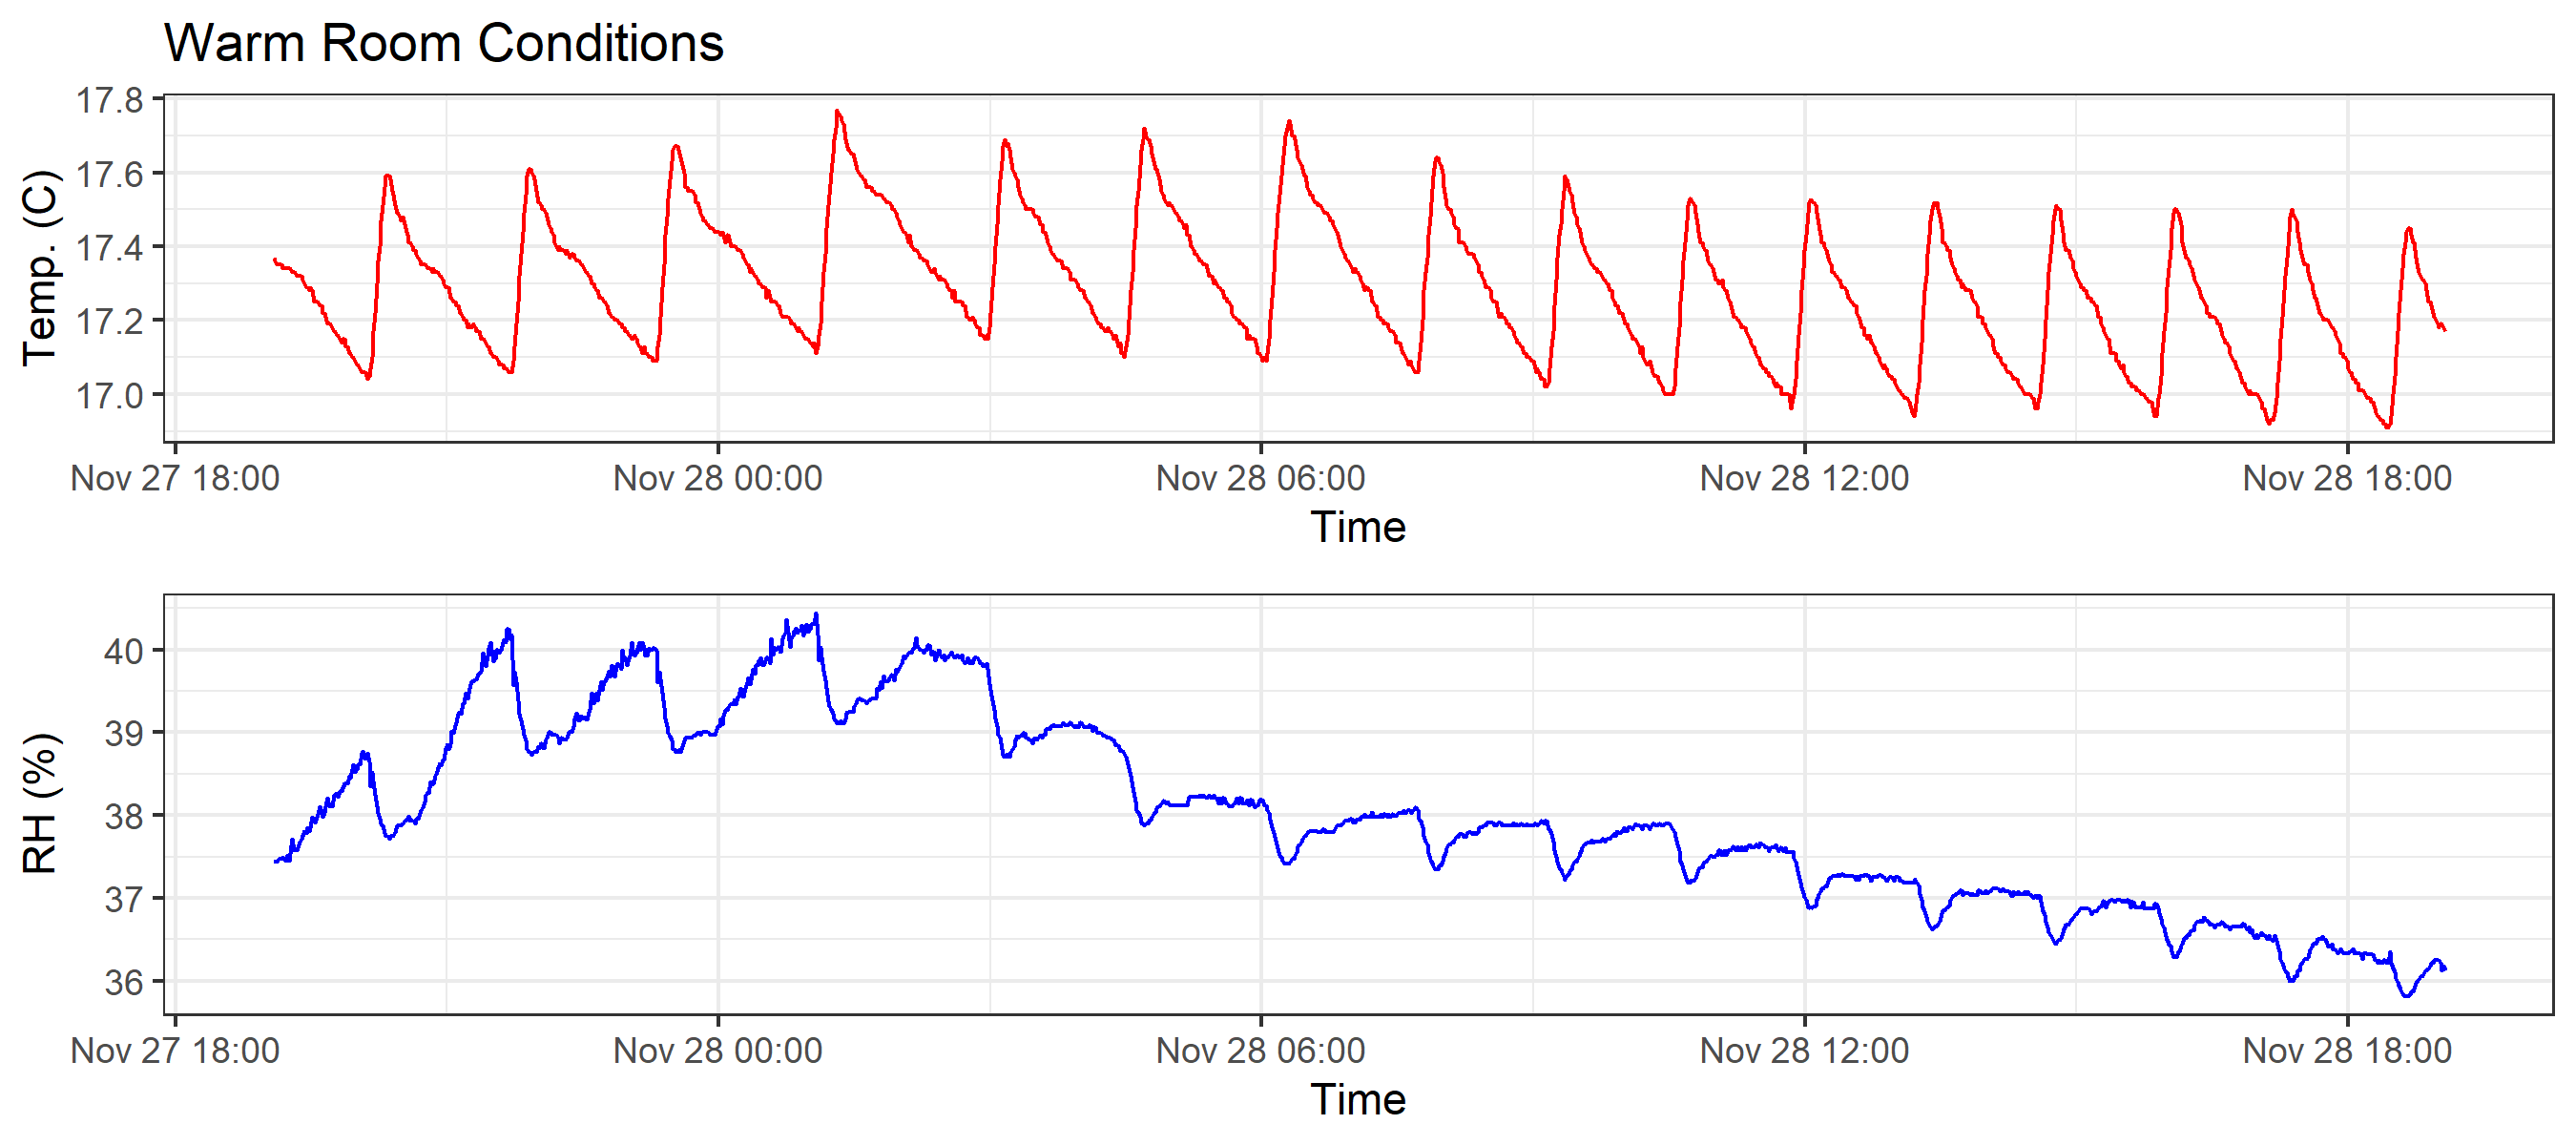 Warm Room Conditions
17.8
17.6
17.4
17.2
17.0
Temp. (C)
Nov 27 18:00 Nov 28 00:00 Nov 28 06:00 Nov 28 12:00 Nov 28 18:00
Time
40
39
38
37
36
RH (%)
Nov 27 18:00 Nov 28 00:00 Nov 28 06:00 Nov 28 12:00 Nov 28 18:00
Time